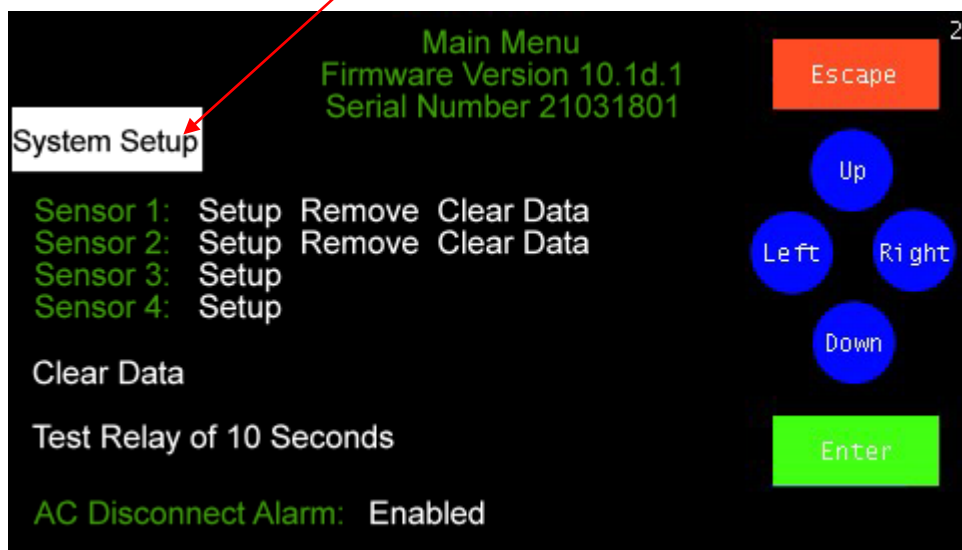 Main Menu
Firmware Version 10.1d.1
Serial Number 21031801
2
Escape
System Setup
Up
Sensor 1: Setup Remove Clear Data
Sensor 2: Setup Remove Clear Data
Left
Right
Sensor 3: Setup
Sensor 4: Setup
Down
Clear Data
Test Relay of 10 Seconds
Enter
AC Disconnect Alarm: Enabled